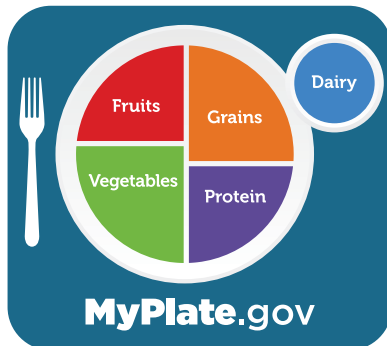 Dairy
Fruits
Grains
Vegetables
Protein
MyPlate.gov